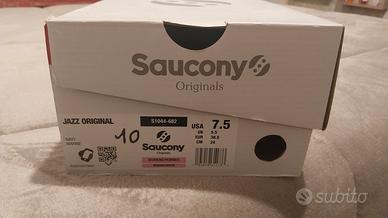 Saucony
Originals
JAZZ ORIGINAL
S1044-682
USA 7.5
UK 5.5
EUR 38.5
CM 24
10
Saucony
Originals
subito